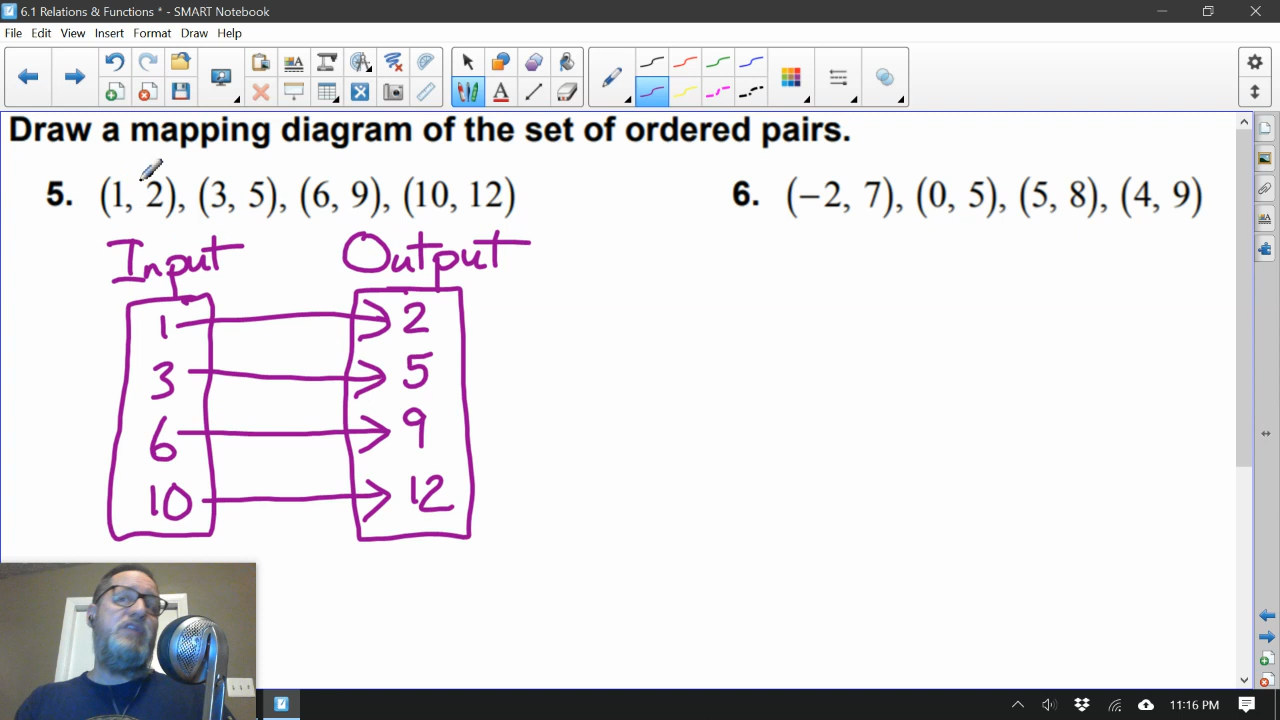 6.1 Relations & Functions * - SMART Notebook
File Edit View Insert Format Draw Help
Draw a mapping diagram of the set of ordered pairs.
5. (1, 2), (3, 5), (6, 9), (10, 12)
6. (−2, 7), (0, 5), (5, 8), (4, 9)
Input Output
1 2
3 5
6 9
10 12
11:16 PM